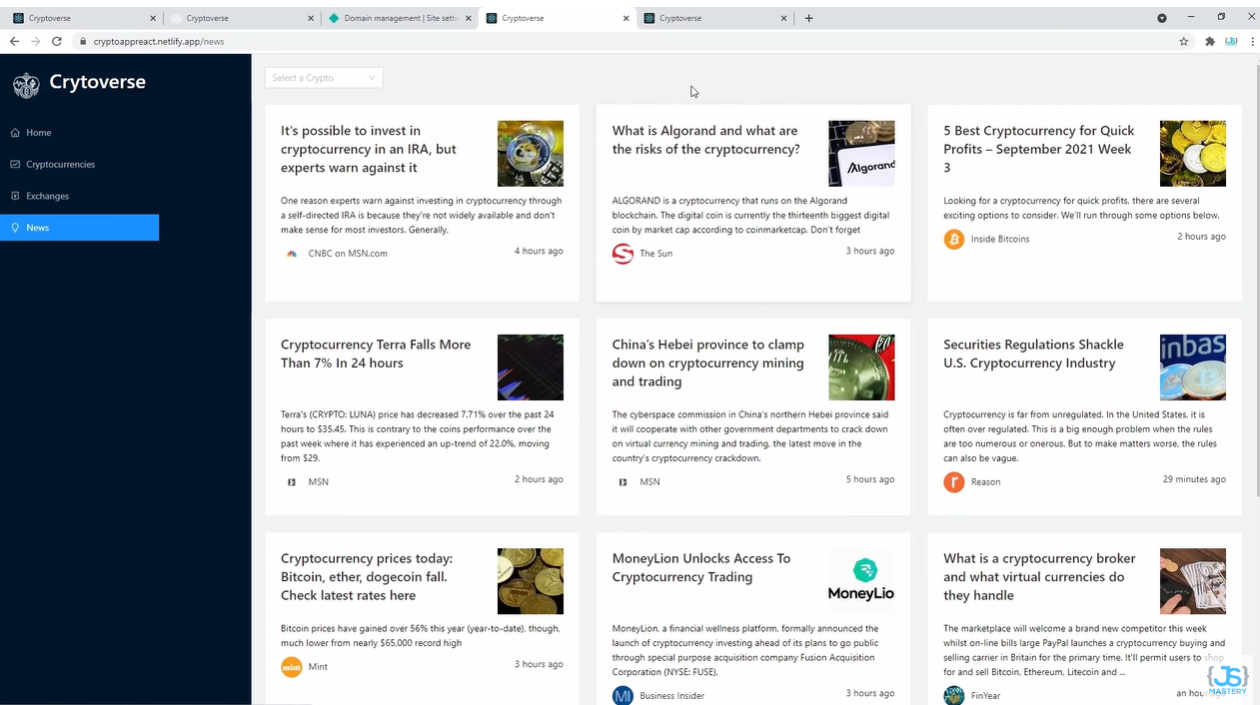 Cryptoverse
Cryptoverse
Domain management | Site setti
Cryptoverse
Cryptoverse
cryptoappreact.netlify.app/news
Crytoverse
Home
Cryptocurrencies
Exchanges
News
Select a Crypto
It's possible to invest in
cryptocurrency in an IRA, but
experts warn against it
One reason experts warn against investing in cryptocurrency through
a self-directed IRA is because they're not widely available and don't
make sense for most investors. Generally,
CNBC on MSN.com
4 hours ago
What is Algorand and what are
the risks of the cryptocurrency?
Algorand
ALGORAND is a cryptocurrency that runs on the Algorand
blockchain. The digital coin is currently the thirteenth biggest digital
coin by market cap according to coinmarketcap. Don't forget
The Sun
3 hours ago
5 Best Cryptocurrency for Quick
Profits – September 2021 Week
3
Looking for a cryptocurrency for quick profits, there are several
exciting options to consider. We'll run through some options below.
Inside Bitcoins
2 hours ago
Cryptocurrency Terra Falls More
Than 7% In 24 hours
Terra's (CRYPTO: LUNA) price has decreased 7.71% over the past 24
hours to $35.45. This is contrary to the coins performance over the
past week where it has experienced an up-trend of 22.0%, moving
from $29.
MSN
2 hours ago
China's Hebei province to clamp
down on cryptocurrency mining
and trading
The cyberspace commission in China's northern Hebei province said
it will cooperate with other government departments to crack down
on virtual currency mining and trading, the latest move in the
country's cryptocurrency crackdown.
MSN
5 hours ago
Securities Regulations Shackle
U.S. Cryptocurrency Industry
inbas
Cryptocurrency is far from unregulated. In the United States, it is
often over regulated. This is a big enough problem when the rules
are too numerous or onerous. But to make matters worse, the rules
can also be vague.
r
Reason
29 minutes ago
Cryptocurrency prices today:
Bitcoin, ether, dogecoin fall.
Check latest rates here
Bitcoin prices have gained over 56% this year (year-to-date), though,
much lower from nearly $65,000 record high
mint
Mint
3 hours ago
MoneyLion Unlocks Access To
Cryptocurrency Trading
MoneyLio
MoneyLion, a financial wellness platform, formally announced the
launch of cryptocurrency investing ahead of its plans to go public
through special purpose acquisition company Fusion Acquisition
Corporation (NYSE: FUSE).
Business Insider
3 hours ago
What is a cryptocurrency broker
and what virtual currencies do
they handle
The marketplace will welcome a brand new competitor this week
whilst on-line bills large PayPal launches a cryptocurrency buying and
selling carrier in Britain for the primary time. It'll permit users to shop
for and sell Bitcoin, Ethereum, Litecoin and ...
FinYear
an hour
{JS}
MASTERY